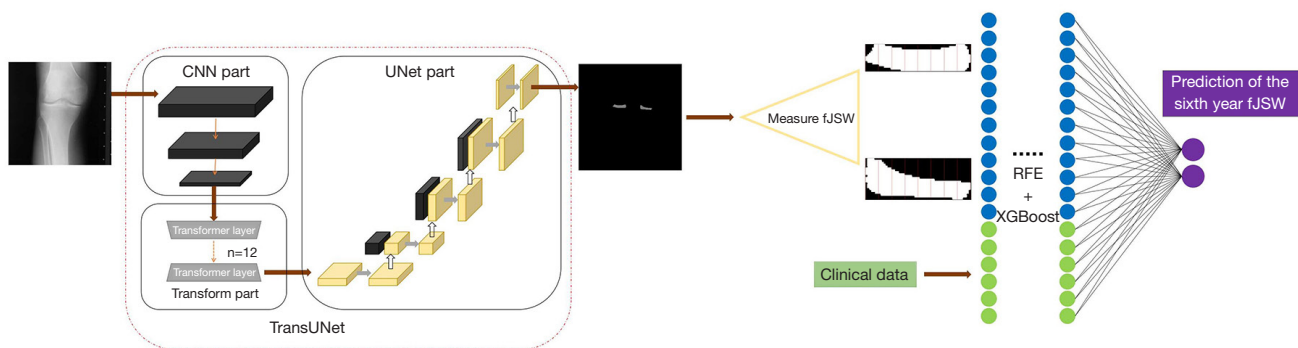 CNN part
UNet part
Transformer layer
n=12
Transformer layer
Transform part
TransUNet
Measure fJSW
.....
RFE
+
XGBoost
Clinical data
Prediction of the
sixth year fJSW